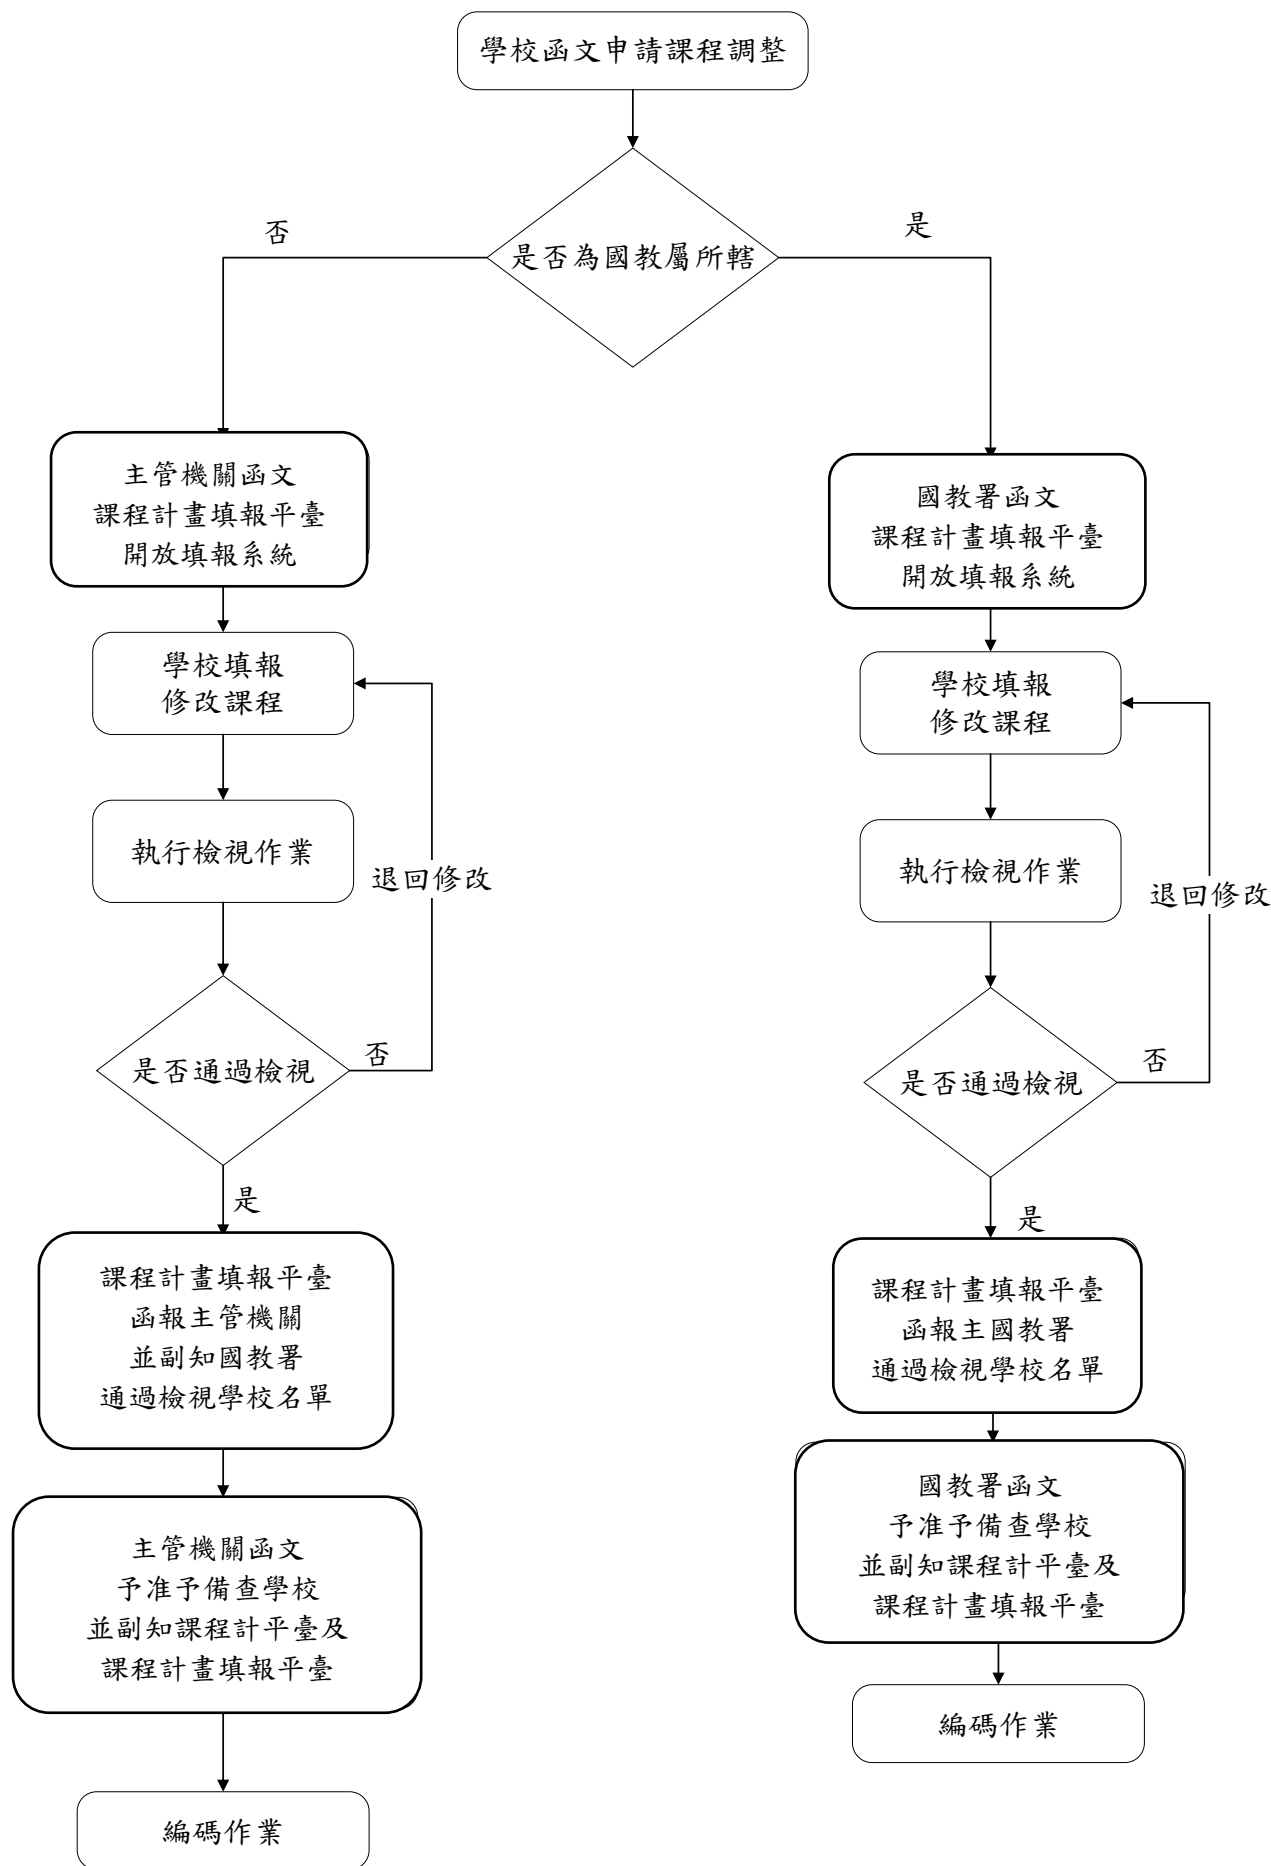 學校函文申請課程調整
是否為國教屬所轄
否
是
主管機關函文
課程計畫填報平臺
開放填報系統
學校填報
修改課程
執行檢視作業
退回修改
是否通過檢視
否
是
課程計畫填報平臺
函報主管機關
並副知國教署
通過檢視學校名單
主管機關函文
予准予備查學校
並副知課程計平臺及
課程計畫填報平臺
編碼作業
國教署函文
課程計畫填報平臺
開放填報系統
學校填報
修改課程
執行檢視作業
退回修改
是否通過檢視
否
是
課程計畫填報平臺
函報主國教署
通過檢視學校名單
國教署函文
予准予備查學校
並副知課程計平臺及
課程計畫填報平臺
編碼作業